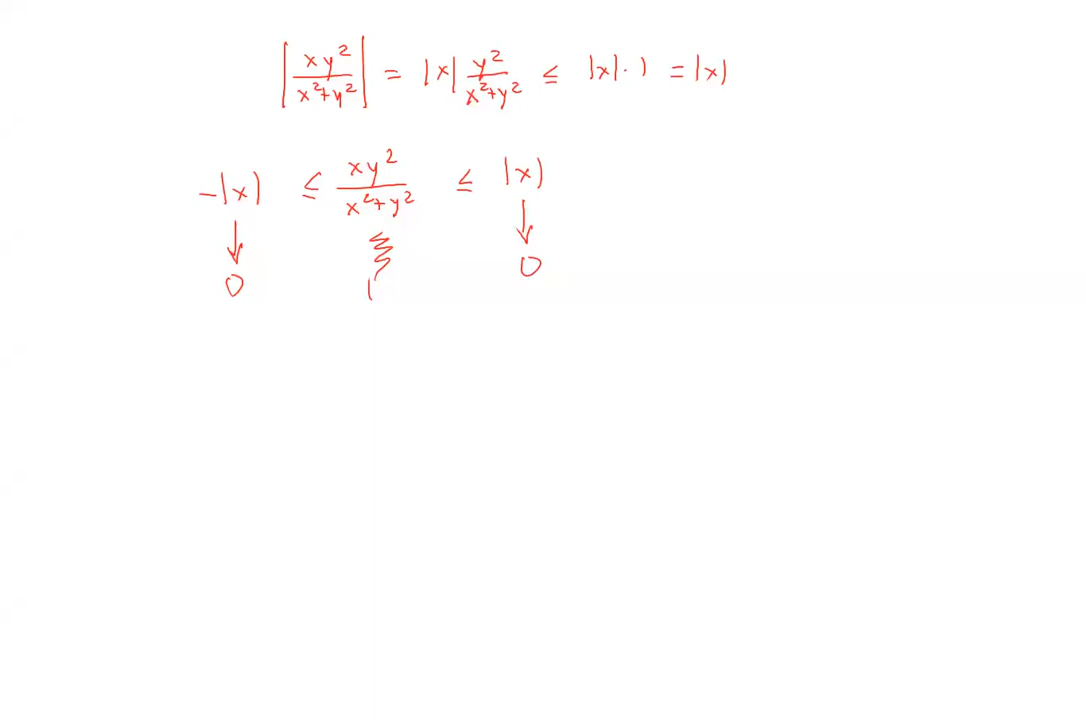 |xy²/(x²+y²)| = |x| y²/(x²+y²) ≤ |x|·1 = |x|
-|x| ≤ xy²/(x²+y²) ≤ |x|
↓ ↓
0 0